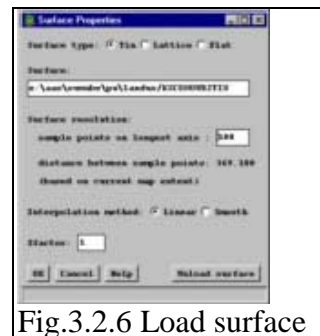 Surface Properties
Surface type: Tin Lattice Flat
Surface:
Surface resolution:
sample points on longest axis :
distance between sample points:
(based on current map extent)
Interpolation method: Linear Smooth
Zfactor: 1
OK Cancel Help Unload surface
Fig.3.2.6 Load surface